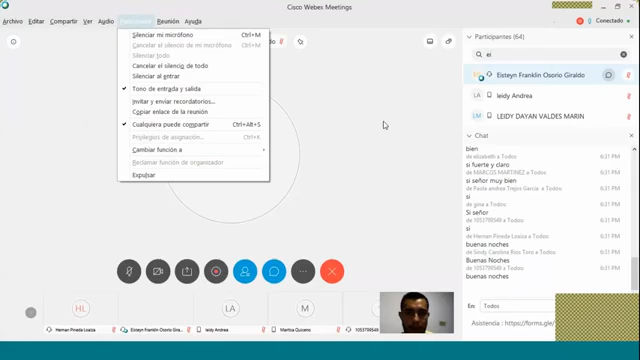 Cisco Webex Meetings
Archivo Editar Compartir Ver Audio Participante Reunión Ayuda
Conectado
Silenciar mi micrófono Ctrl+M
Cancelar el silencio de mi micrófono Ctrl+M
Silenciar todo
Cancelar el silencio de todo
Silenciar al entrar
Tono de entrada y salida
Invitar y enviar recordatorios...
Copiar enlace de la reunión
Cualquiera puede compartir Ctrl+Alt+S
Privilegios de asignación... Ctrl+K
Cambiar función a
Reclamar función de organizador
Expulsar
Participantes (64)
ei
Eisteyn Franklin Osorio Giraldo
LA leidy Andrea
LM LEIDY DAYAN VALDES MARIN
Chat
bien
de elizabeth a Todos: 6:31 PM
si fuerte y claro
de MARCOS MARTINEZ a Todos: 6:31 PM
si señor muy bien
de Paola andrea Trejos Garcia a Todos: 6:31 PM
si
de gina a Todos: 6:31 PM
Si señor
de 1053789549 a Todos: 6:31 PM
si
de Hernan Pineda Loaiza a Todos: 6:31 PM
buenas noches
de Sindy Carolina Rios Toro a Todos: 6:31 PM
Buenas Noches
de 1053789549 a Todos: 6:31 PM
buenas noches
En: Todos
Asistencia : https://forms.gle/
HL LA M
Hernan Pineda Loaiza Eisteyn Franklin Osorio Giral... leidy Andrea Maritza Quiceno 1053789549